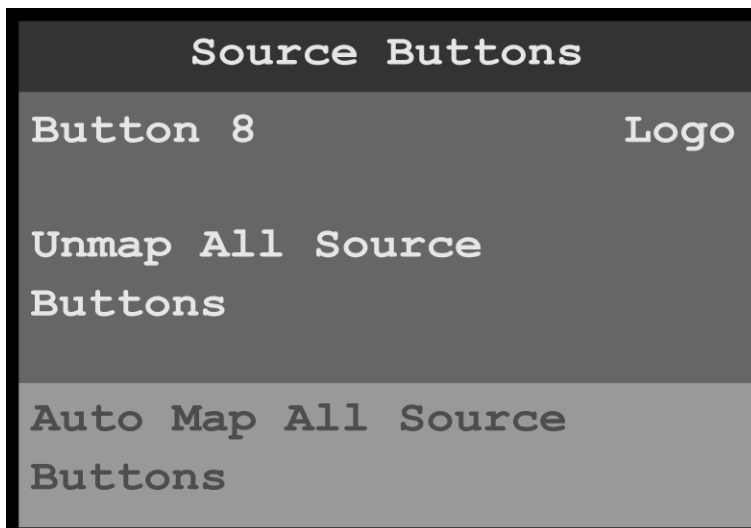 Source Buttons
Button 8 Logo
Unmap All Source
Buttons
Auto Map All Source
Buttons